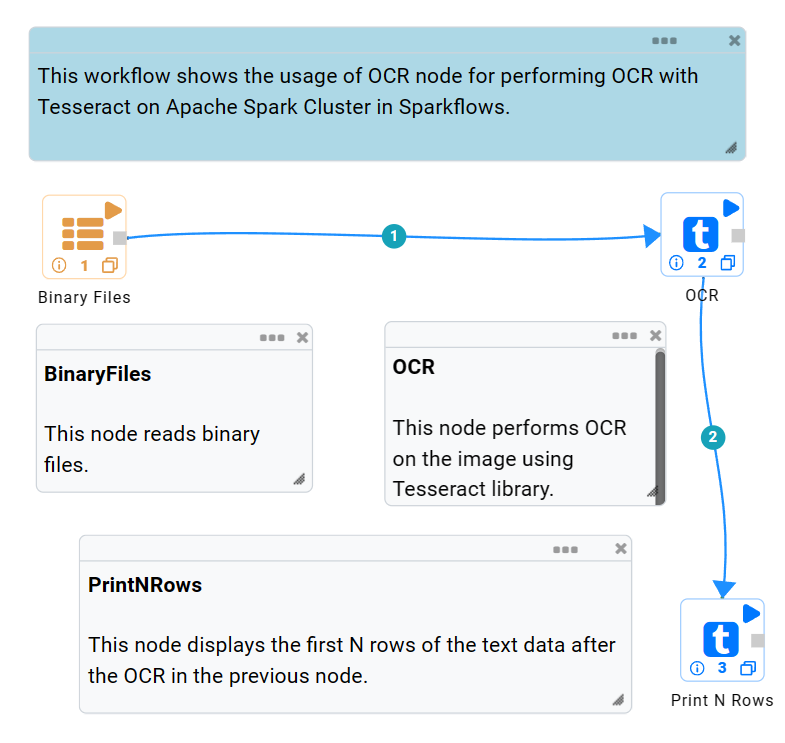 This workflow shows the usage of OCR node for performing OCR with
Tesseract on Apache Spark Cluster in Sparkflows.
1
t
1
2
Binary Files
OCR
BinaryFiles
This node reads binary
files.
OCR
This node performs OCR
on the image using
Tesseract library.
2
PrintNRows
This node displays the first N rows of the text data after
the OCR in the previous node.
t
3
Print N Rows